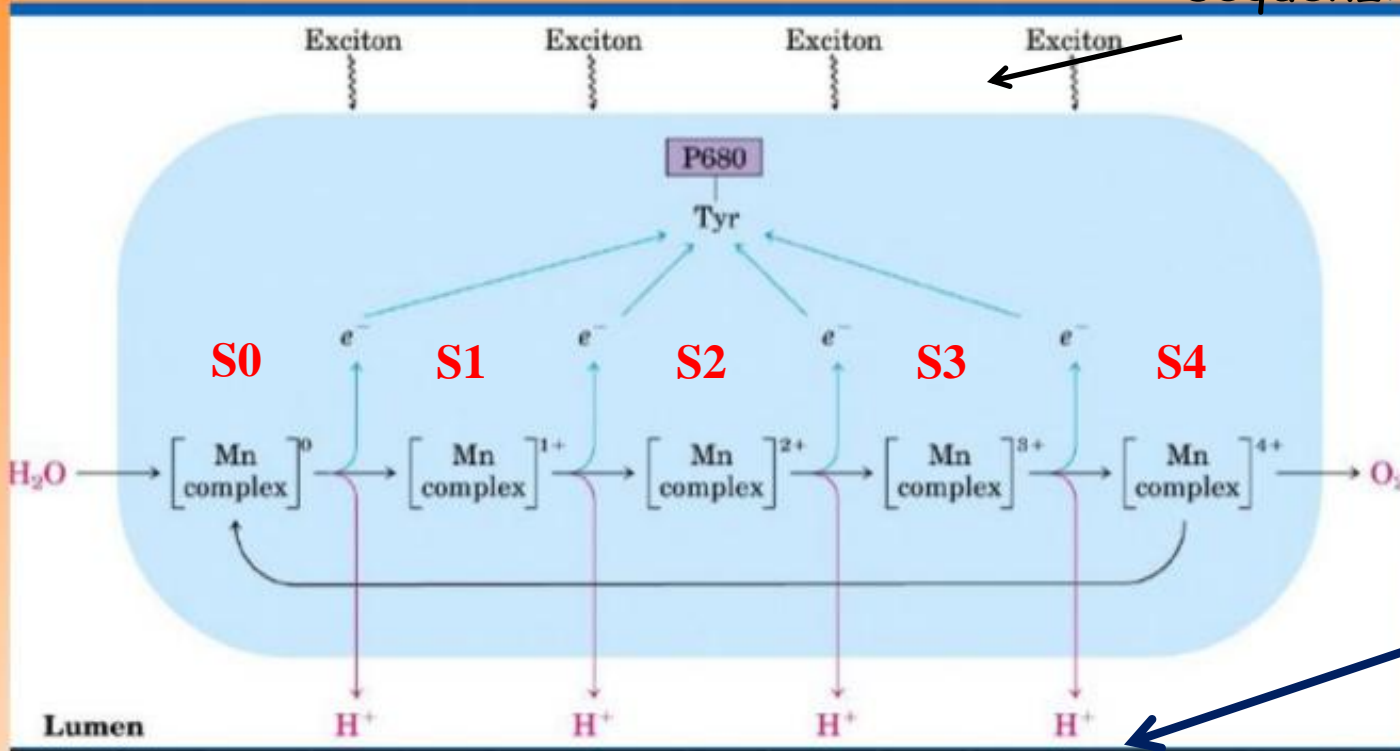 Exciton Exciton Exciton Exciton
P680
Tyr
e⁻ e⁻ e⁻ e⁻
S0 S1 S2 S3 S4
H₂O [Mn complex]⁰ [Mn complex]¹⁺ [Mn complex]²⁺ [Mn complex]³⁺ [Mn complex]⁴⁺ O₂
Lumen H⁺ H⁺ H⁺ H⁺